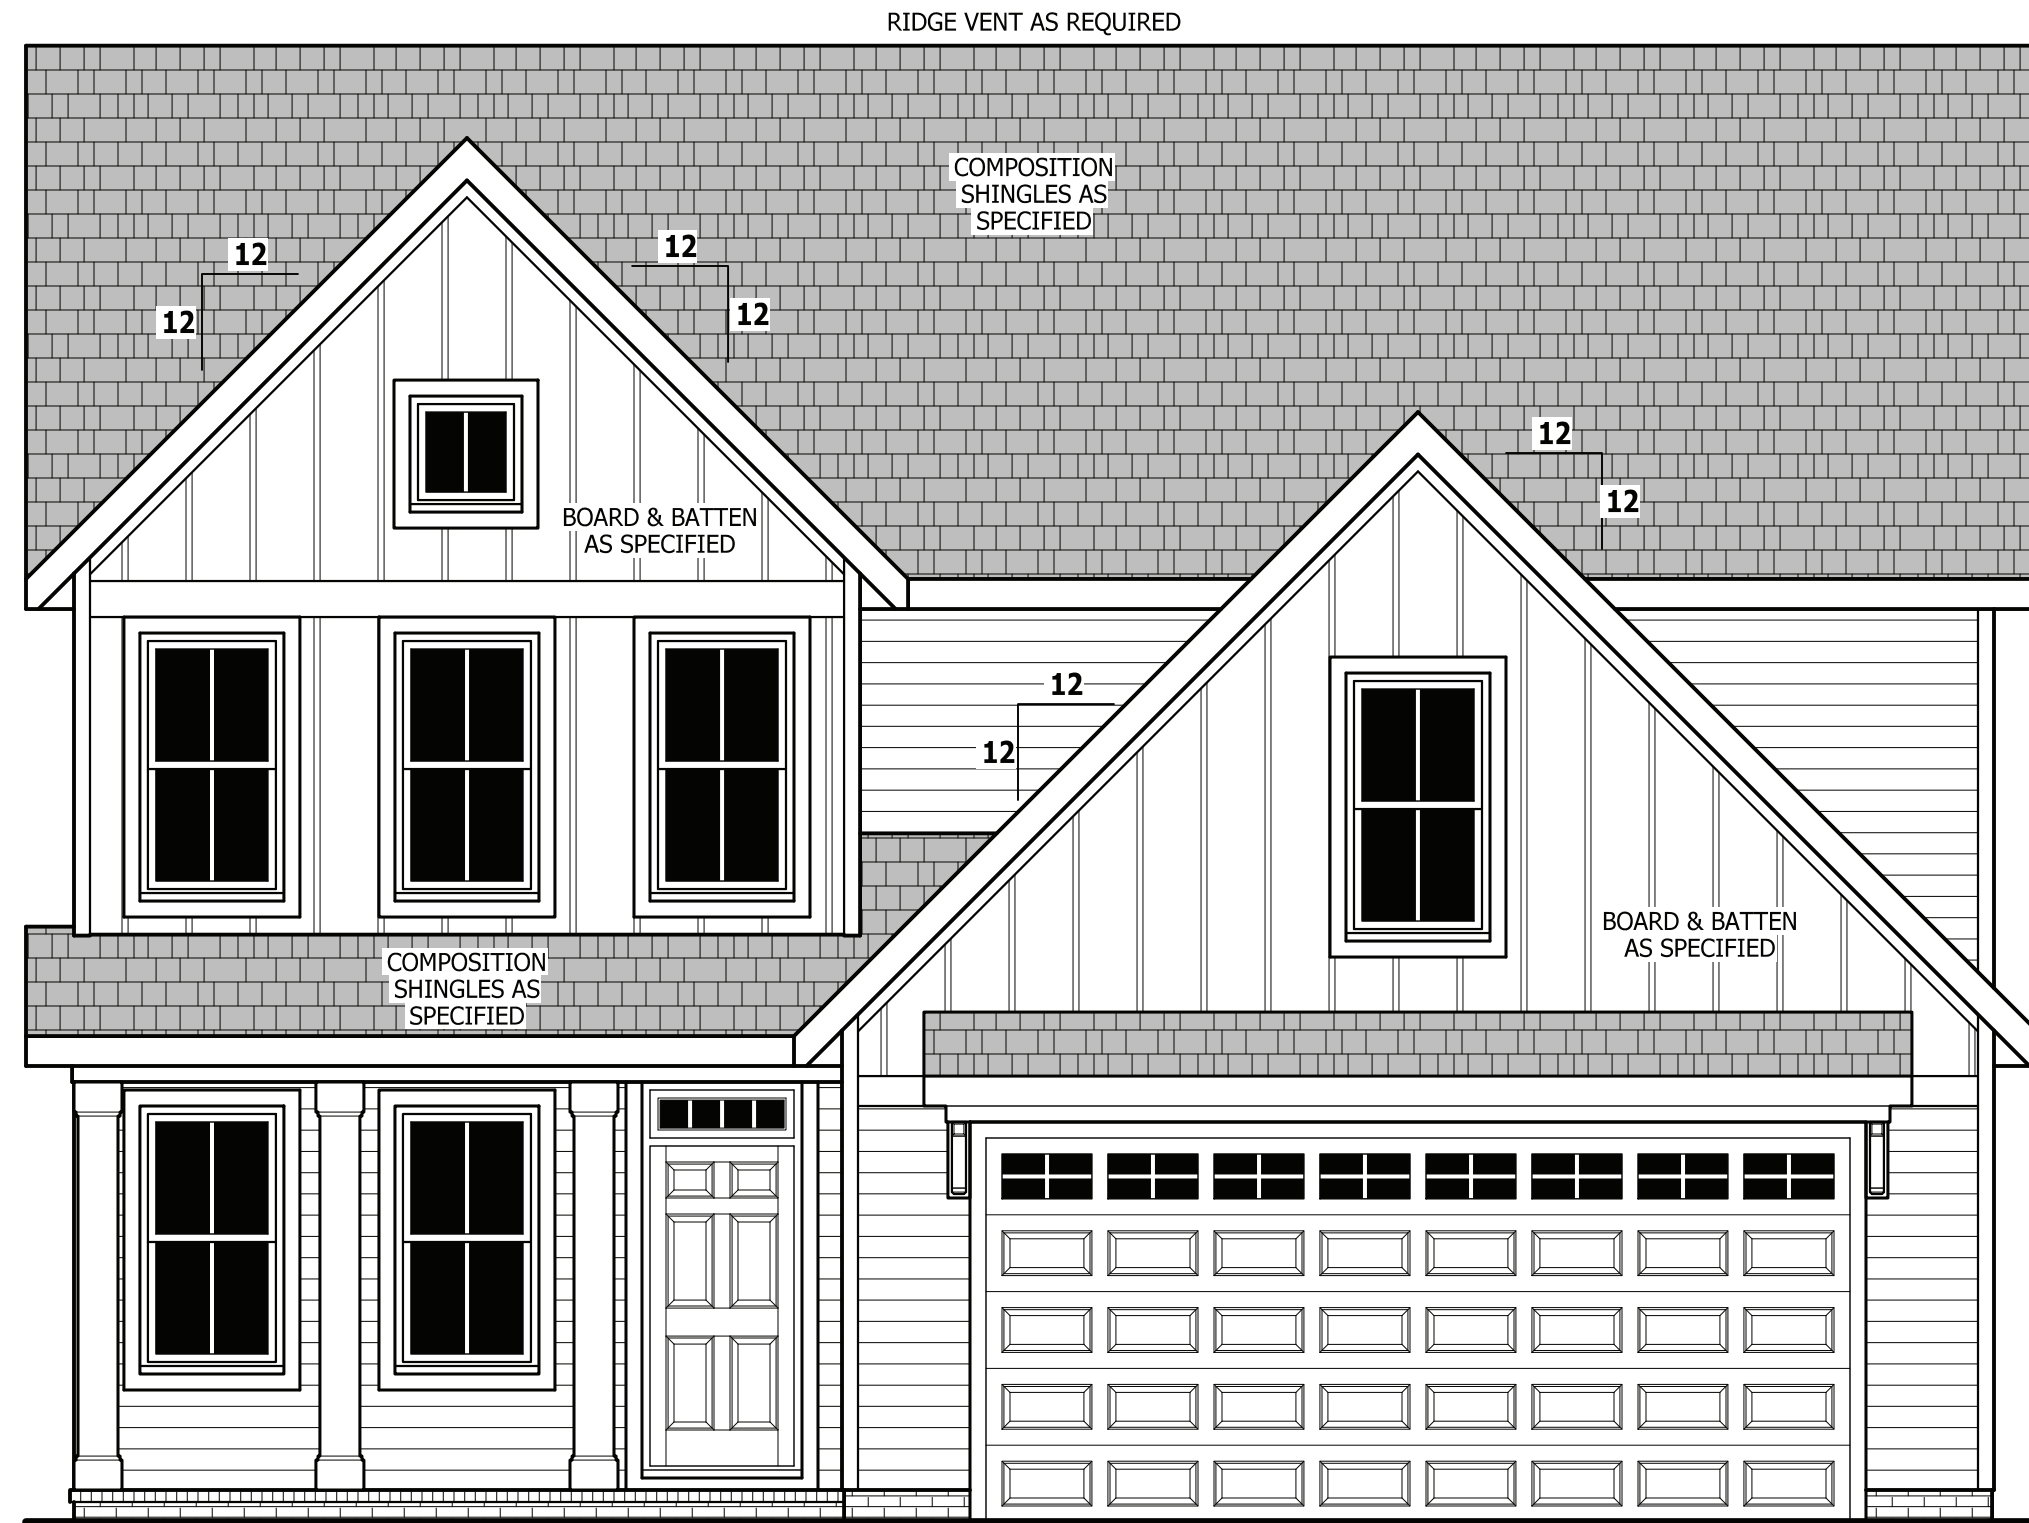 RIDGE VENT AS REQUIRED
COMPOSITION
SHINGLES AS
SPECIFIED
12
12
12
12
12
12
BOARD & BATTEN
AS SPECIFIED
12
12
BOARD & BATTEN
AS SPECIFIED
COMPOSITION
SHINGLES AS
SPECIFIED